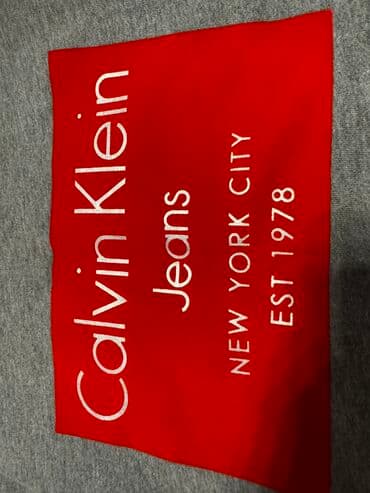 Calvin Klein
Jeans
NEW YORK CITY
EST 1978